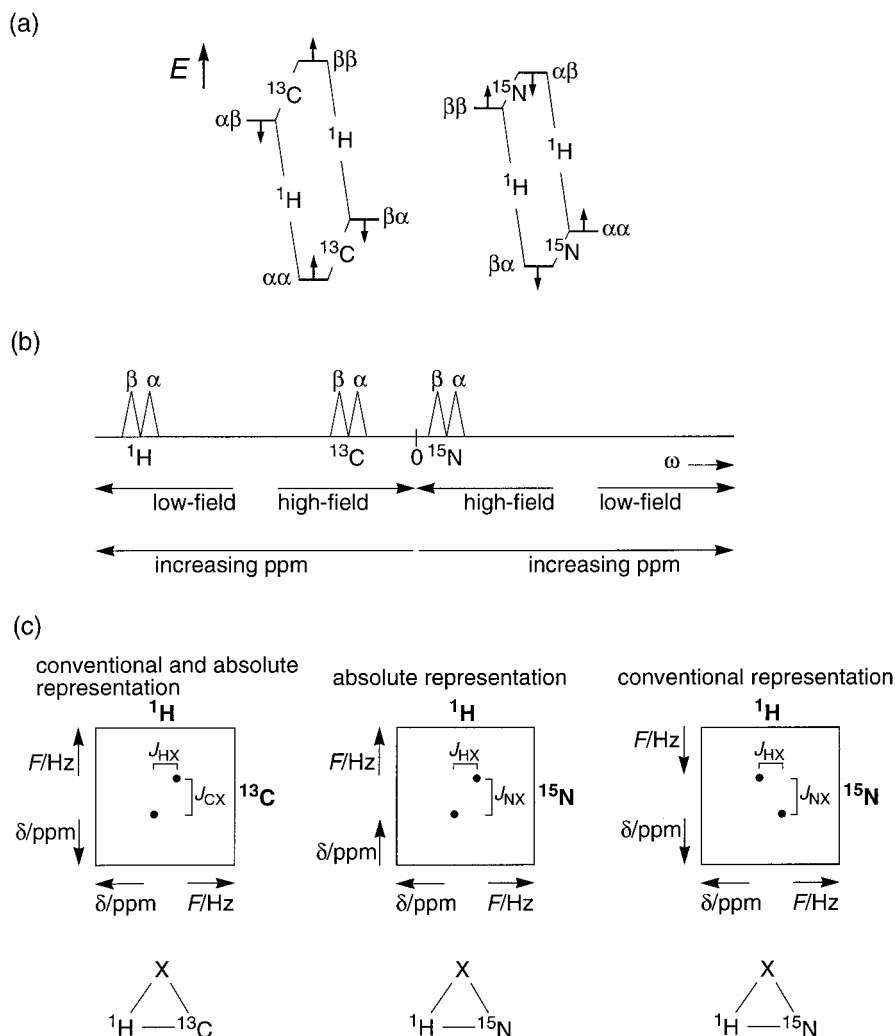 (a)
E
ββ
αβ
13C
1H
1H
βα
13C
αα
15N
αβ
ββ
1H
1H
αα
15N
βα
(b)
β α
β α
β α
1H
13C
0
15N
ω
low-field
high-field
high-field
low-field
increasing ppm
increasing ppm
(c)
conventional and absolute
representation
absolute representation
conventional representation
1H
1H
1H
F/Hz
JHX
13C
JCX
δ/ppm
δ/ppm
F/Hz
F/Hz
JHX
15N
JNX
δ/ppm
δ/ppm
F/Hz
F/Hz
JHX
15N
JNX
δ/ppm
δ/ppm
F/Hz
X
1H
13C
X
1H
15N
X
1H
15N